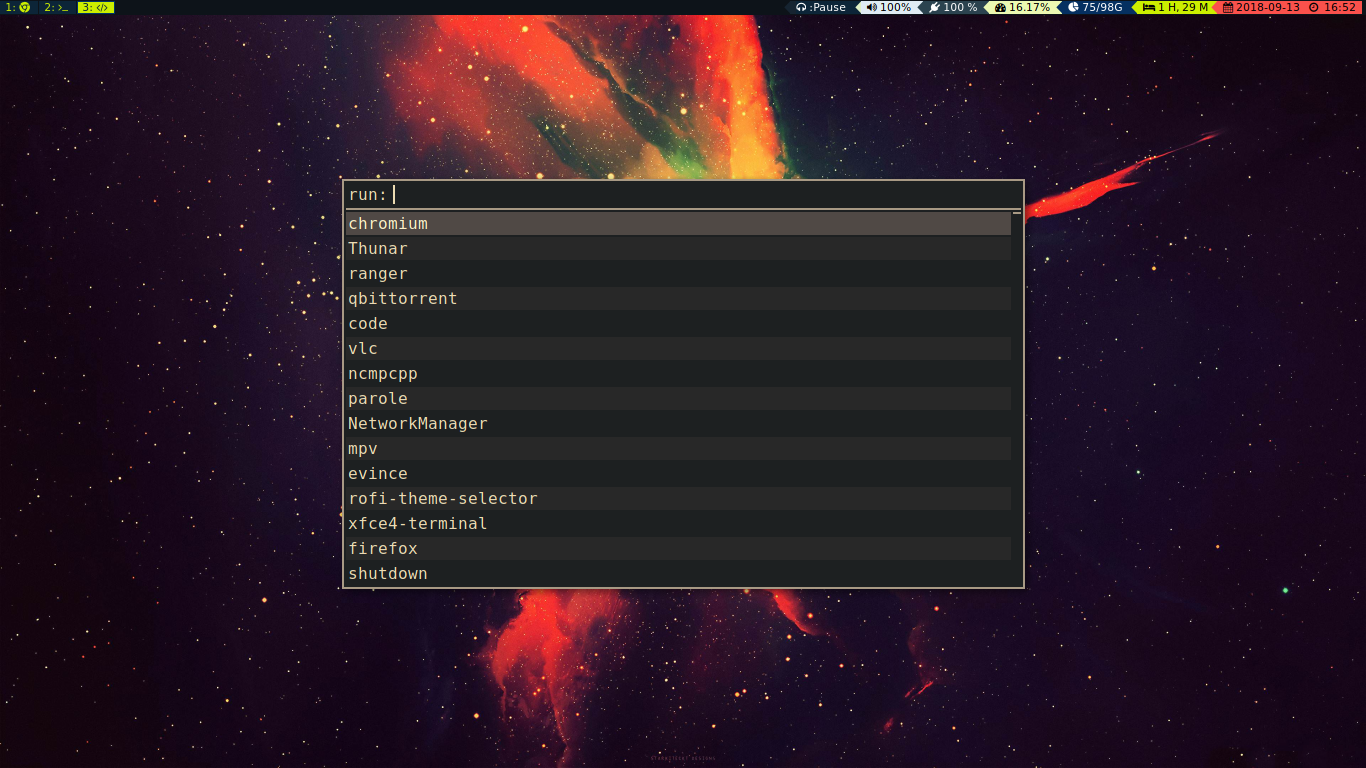 1: 2: >_ 3: </> :Pause 100% 100 % 16.17% 75/98G 1 H, 29 M 2018-09-13 16:52
run:
chromium
Thunar
ranger
qbittorrent
code
vlc
ncmpcpp
parole
NetworkManager
mpv
evince
rofi-theme-selector
xfce4-terminal
firefox
shutdown